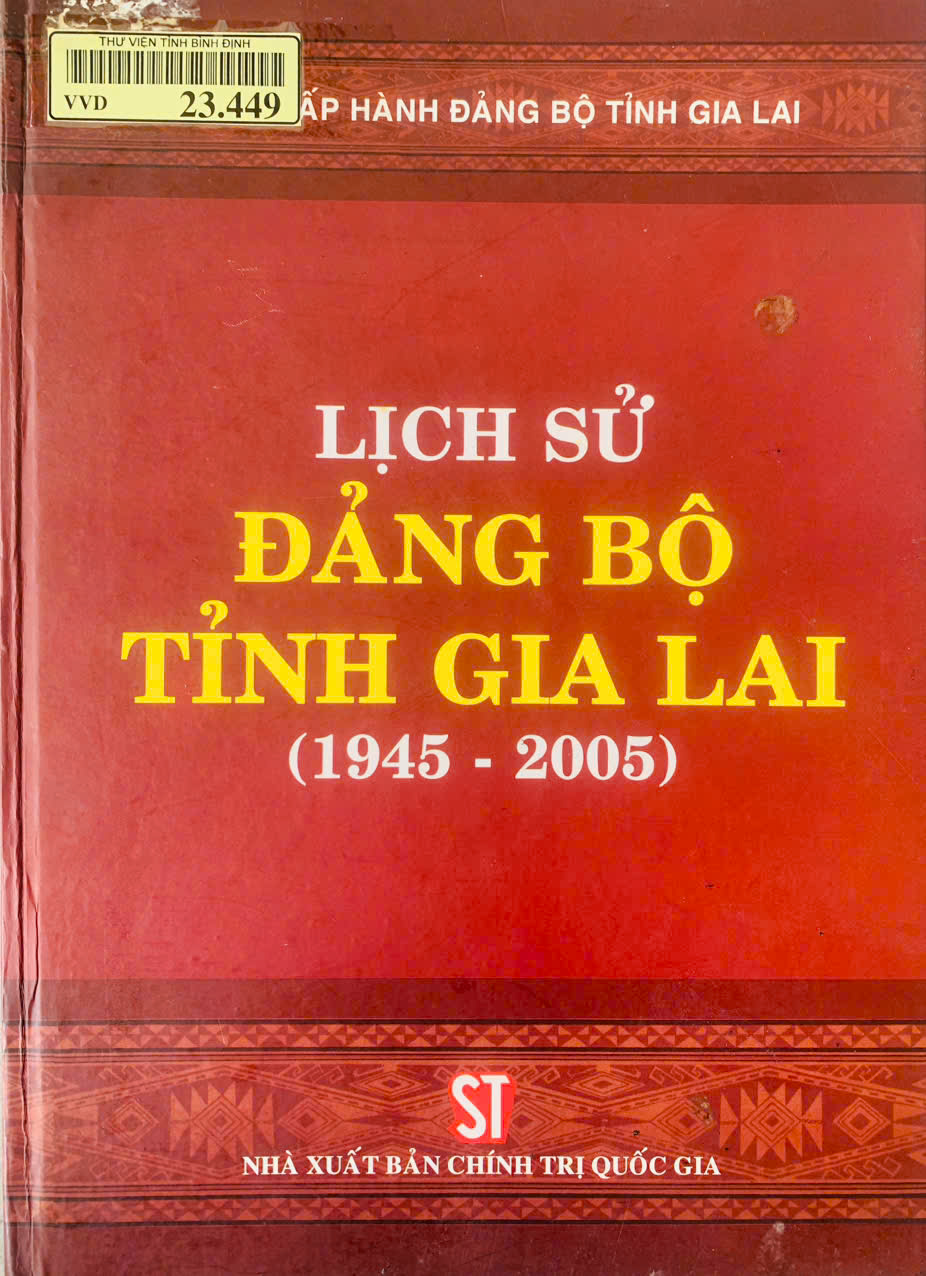 THƯ VIỆN TỈNH BÌNH ĐỊNH
VVD 23.449
ẤP HÀNH ĐẢNG BỘ TỈNH GIA LAI
LỊCH SỬ
ĐẢNG BỘ
TỈNH GIA LAI
(1945 - 2005)
ST
NHÀ XUẤT BẢN CHÍNH TRỊ QUỐC GIA